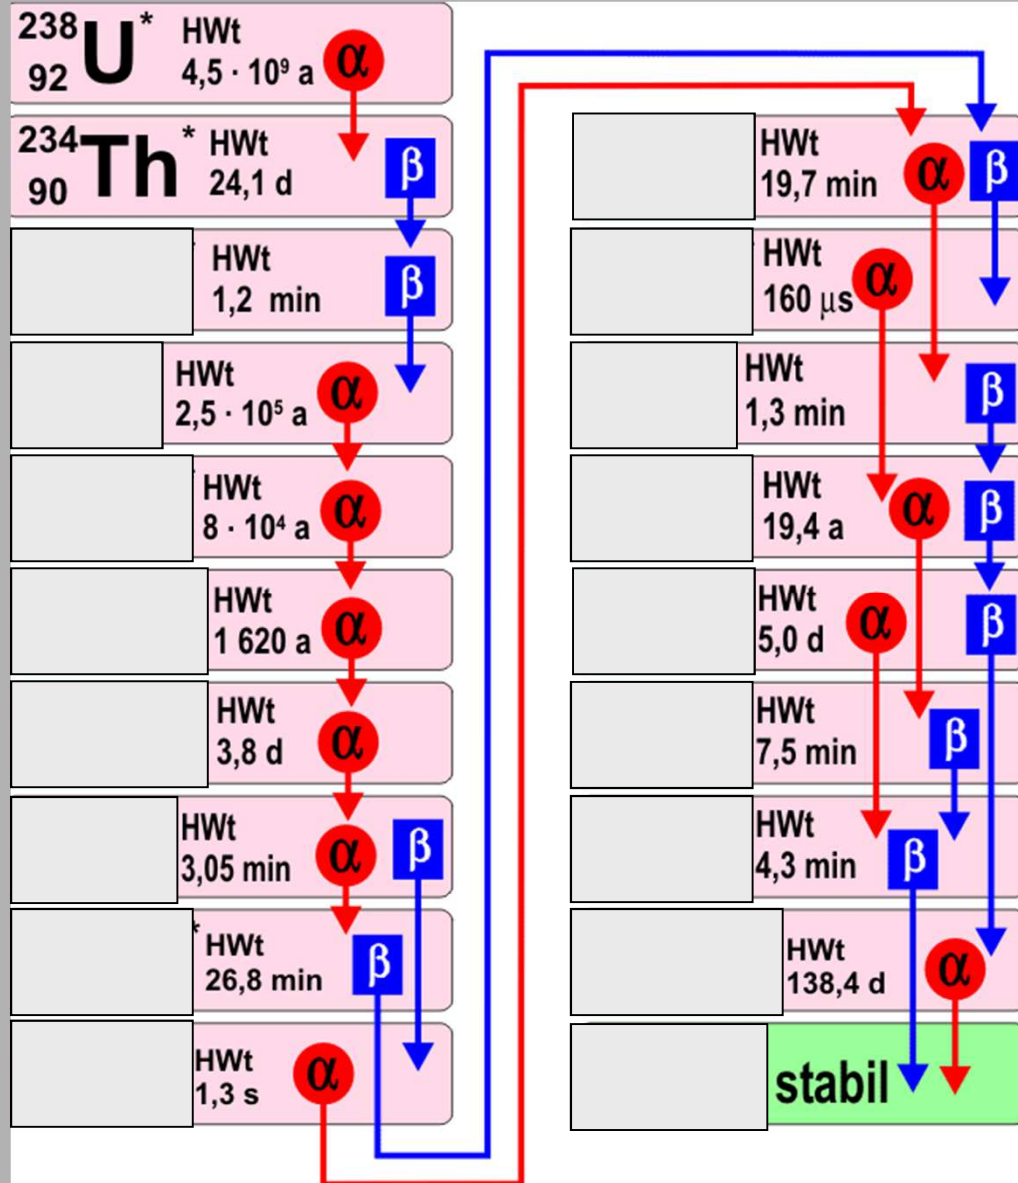 238 U* HWt
92 4,5 · 10⁹ a α
234 Th* HWt
90 24,1 d β
HWt
1,2 min β
HWt
2,5 · 10⁵ a α
HWt
8 · 10⁴ a α
HWt
1 620 a α
HWt
3,8 d α
HWt
3,05 min α β
* HWt
26,8 min β
HWt
1,3 s α
HWt
19,7 min α β
HWt
160 µs α
HWt
1,3 min β
HWt
19,4 a α β
HWt
5,0 d α β
HWt
7,5 min β
HWt
4,3 min β
HWt
138,4 d α
stabil